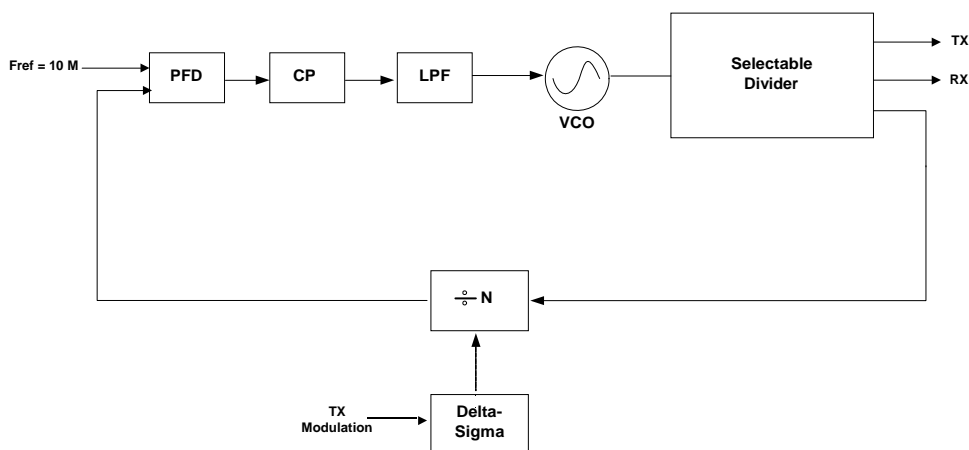 Fref = 10 M
PFD
CP
LPF
VCO
Selectable
Divider
TX
RX
÷ N
TX
Modulation
Delta-
Sigma